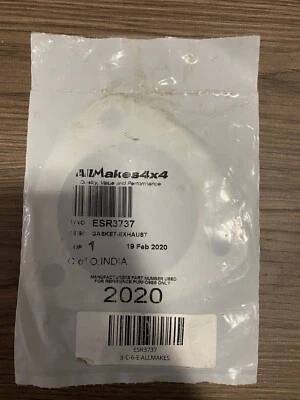 AllMakes4x4
Quality, Value and Performance
ESR3737
GASKET-EXHAUST
1 19 Feb 2020
C of O INDIA
MANUFACTURERS PART NUMBER USED
FOR REFERENCE PURPOSES ONLY
2020
ESR3737
3-C-6-E ALLMAKES